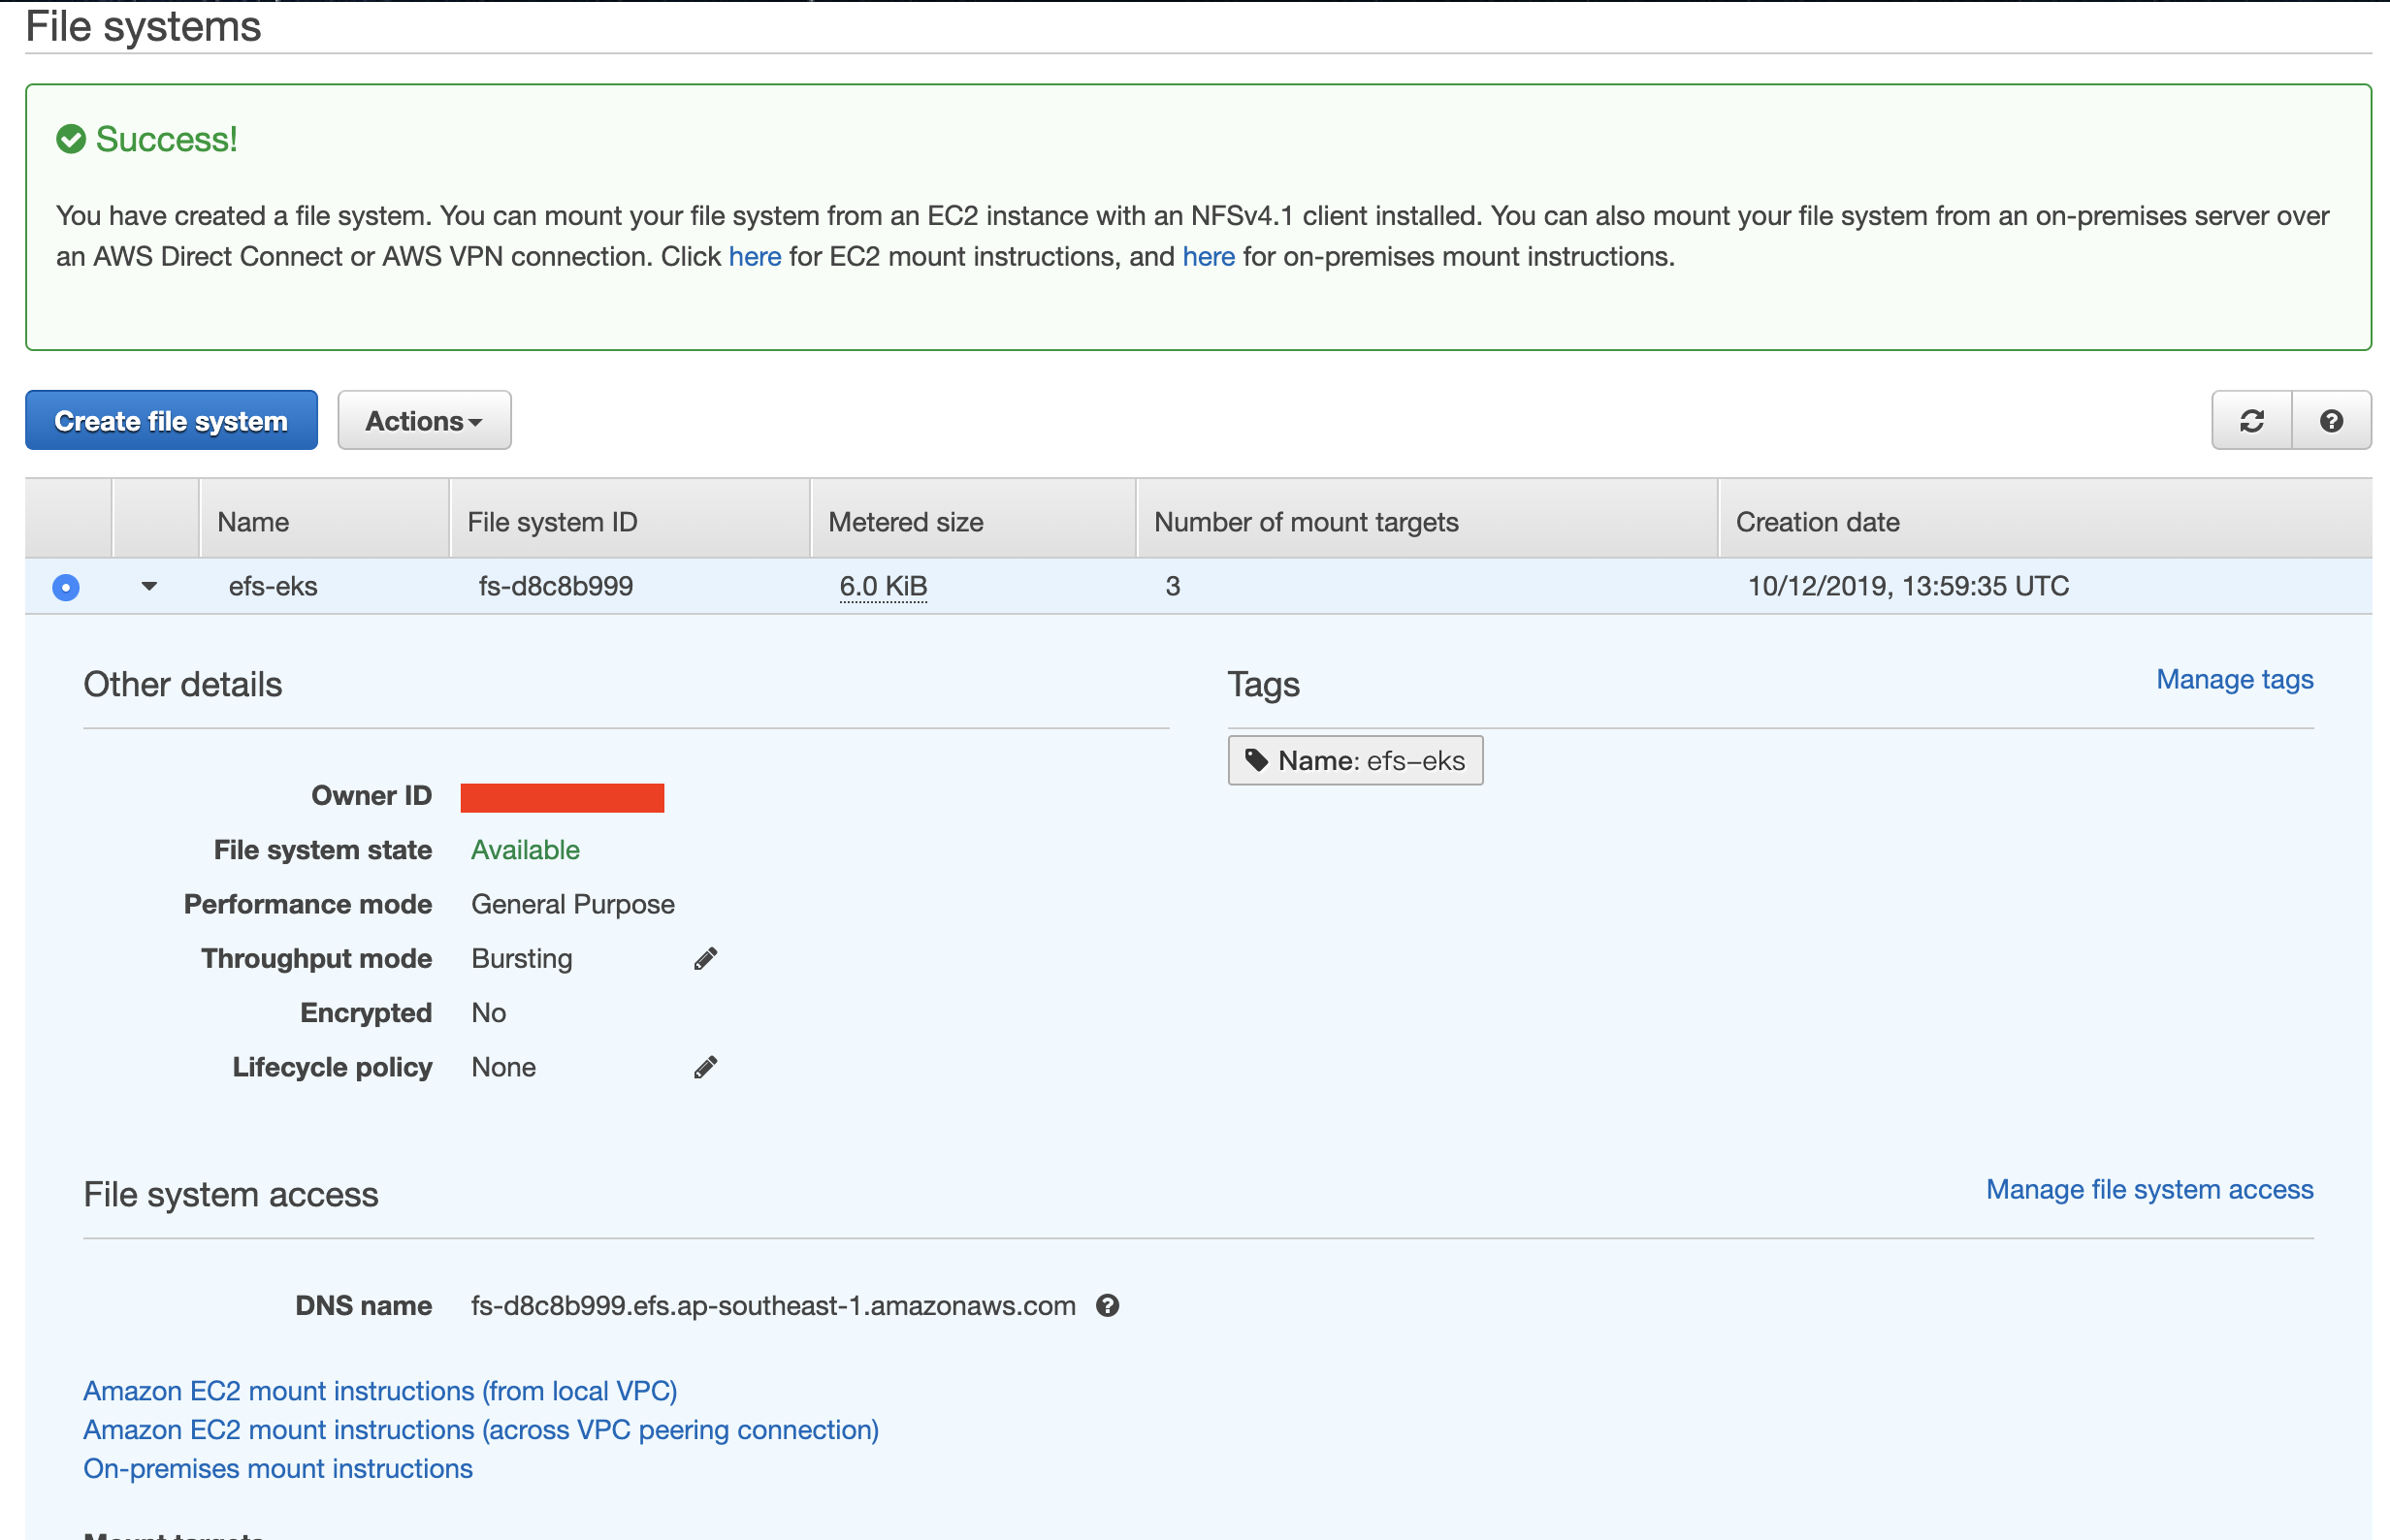 File systems
Success!
You have created a file system. You can mount your file system from an EC2 instance with an NFSv4.1 client installed. You can also mount your file system from an on-premises server over
an AWS Direct Connect or AWS VPN connection. Click here for EC2 mount instructions, and here for on-premises mount instructions.
Create file system Actions
Name File system ID Metered size Number of mount targets Creation date
efs-eks fs-d8c8b999 6.0 KiB 3 10/12/2019, 13:59:35 UTC
Other details
Tags Manage tags
Name: efs–eks
Owner ID
File system state Available
Performance mode General Purpose
Throughput mode Bursting
Encrypted No
Lifecycle policy None
File system access Manage file system access
DNS name fs-d8c8b999.efs.ap-southeast-1.amazonaws.com
Amazon EC2 mount instructions (from local VPC)
Amazon EC2 mount instructions (across VPC peering connection)
On-premises mount instructions
Mount targets